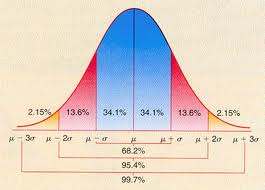 2.15% 13.6% 34.1% 34.1% 13.6% 2.15%
μ − 3σ μ − 2σ μ − σ μ μ + σ μ + 2σ μ + 3σ
68.2%
95.4%
99.7%